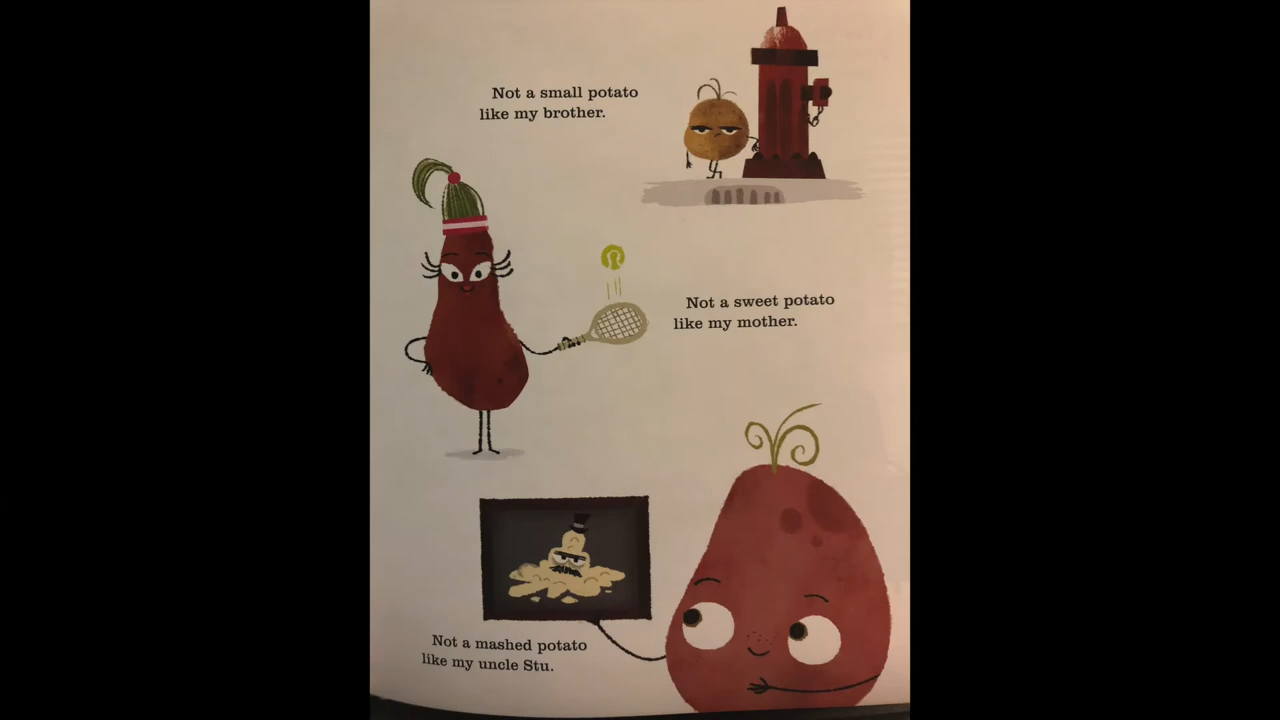 Not a small potato
like my brother.
Not a sweet potato
like my mother.
Not a mashed potato
like my uncle Stu.